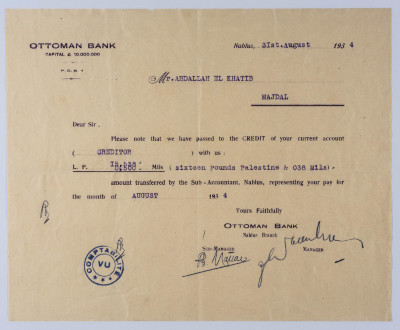 OTTOMAN BANK
CAPITAL £ 10.000.000
P.O.B. 1
Nablus, 31st.August 1934
Mr. ABDALLAH EL KHATIB
MAJDAL
Dear Sir,
Please note that we have passed to the CREDIT of your current account
( CREDITOR ) with us :
L. P. Mils (sixteen Pounds Palestine & 038 Mils).
amount transferred by the Sub-Accountant, Nablus, representing your pay for
the month of AUGUST 1934
Yours Faithfully
OTTOMAN BANK
Nablus Branch
Sub-Manager Manager
COMPTABILITÉ
VU